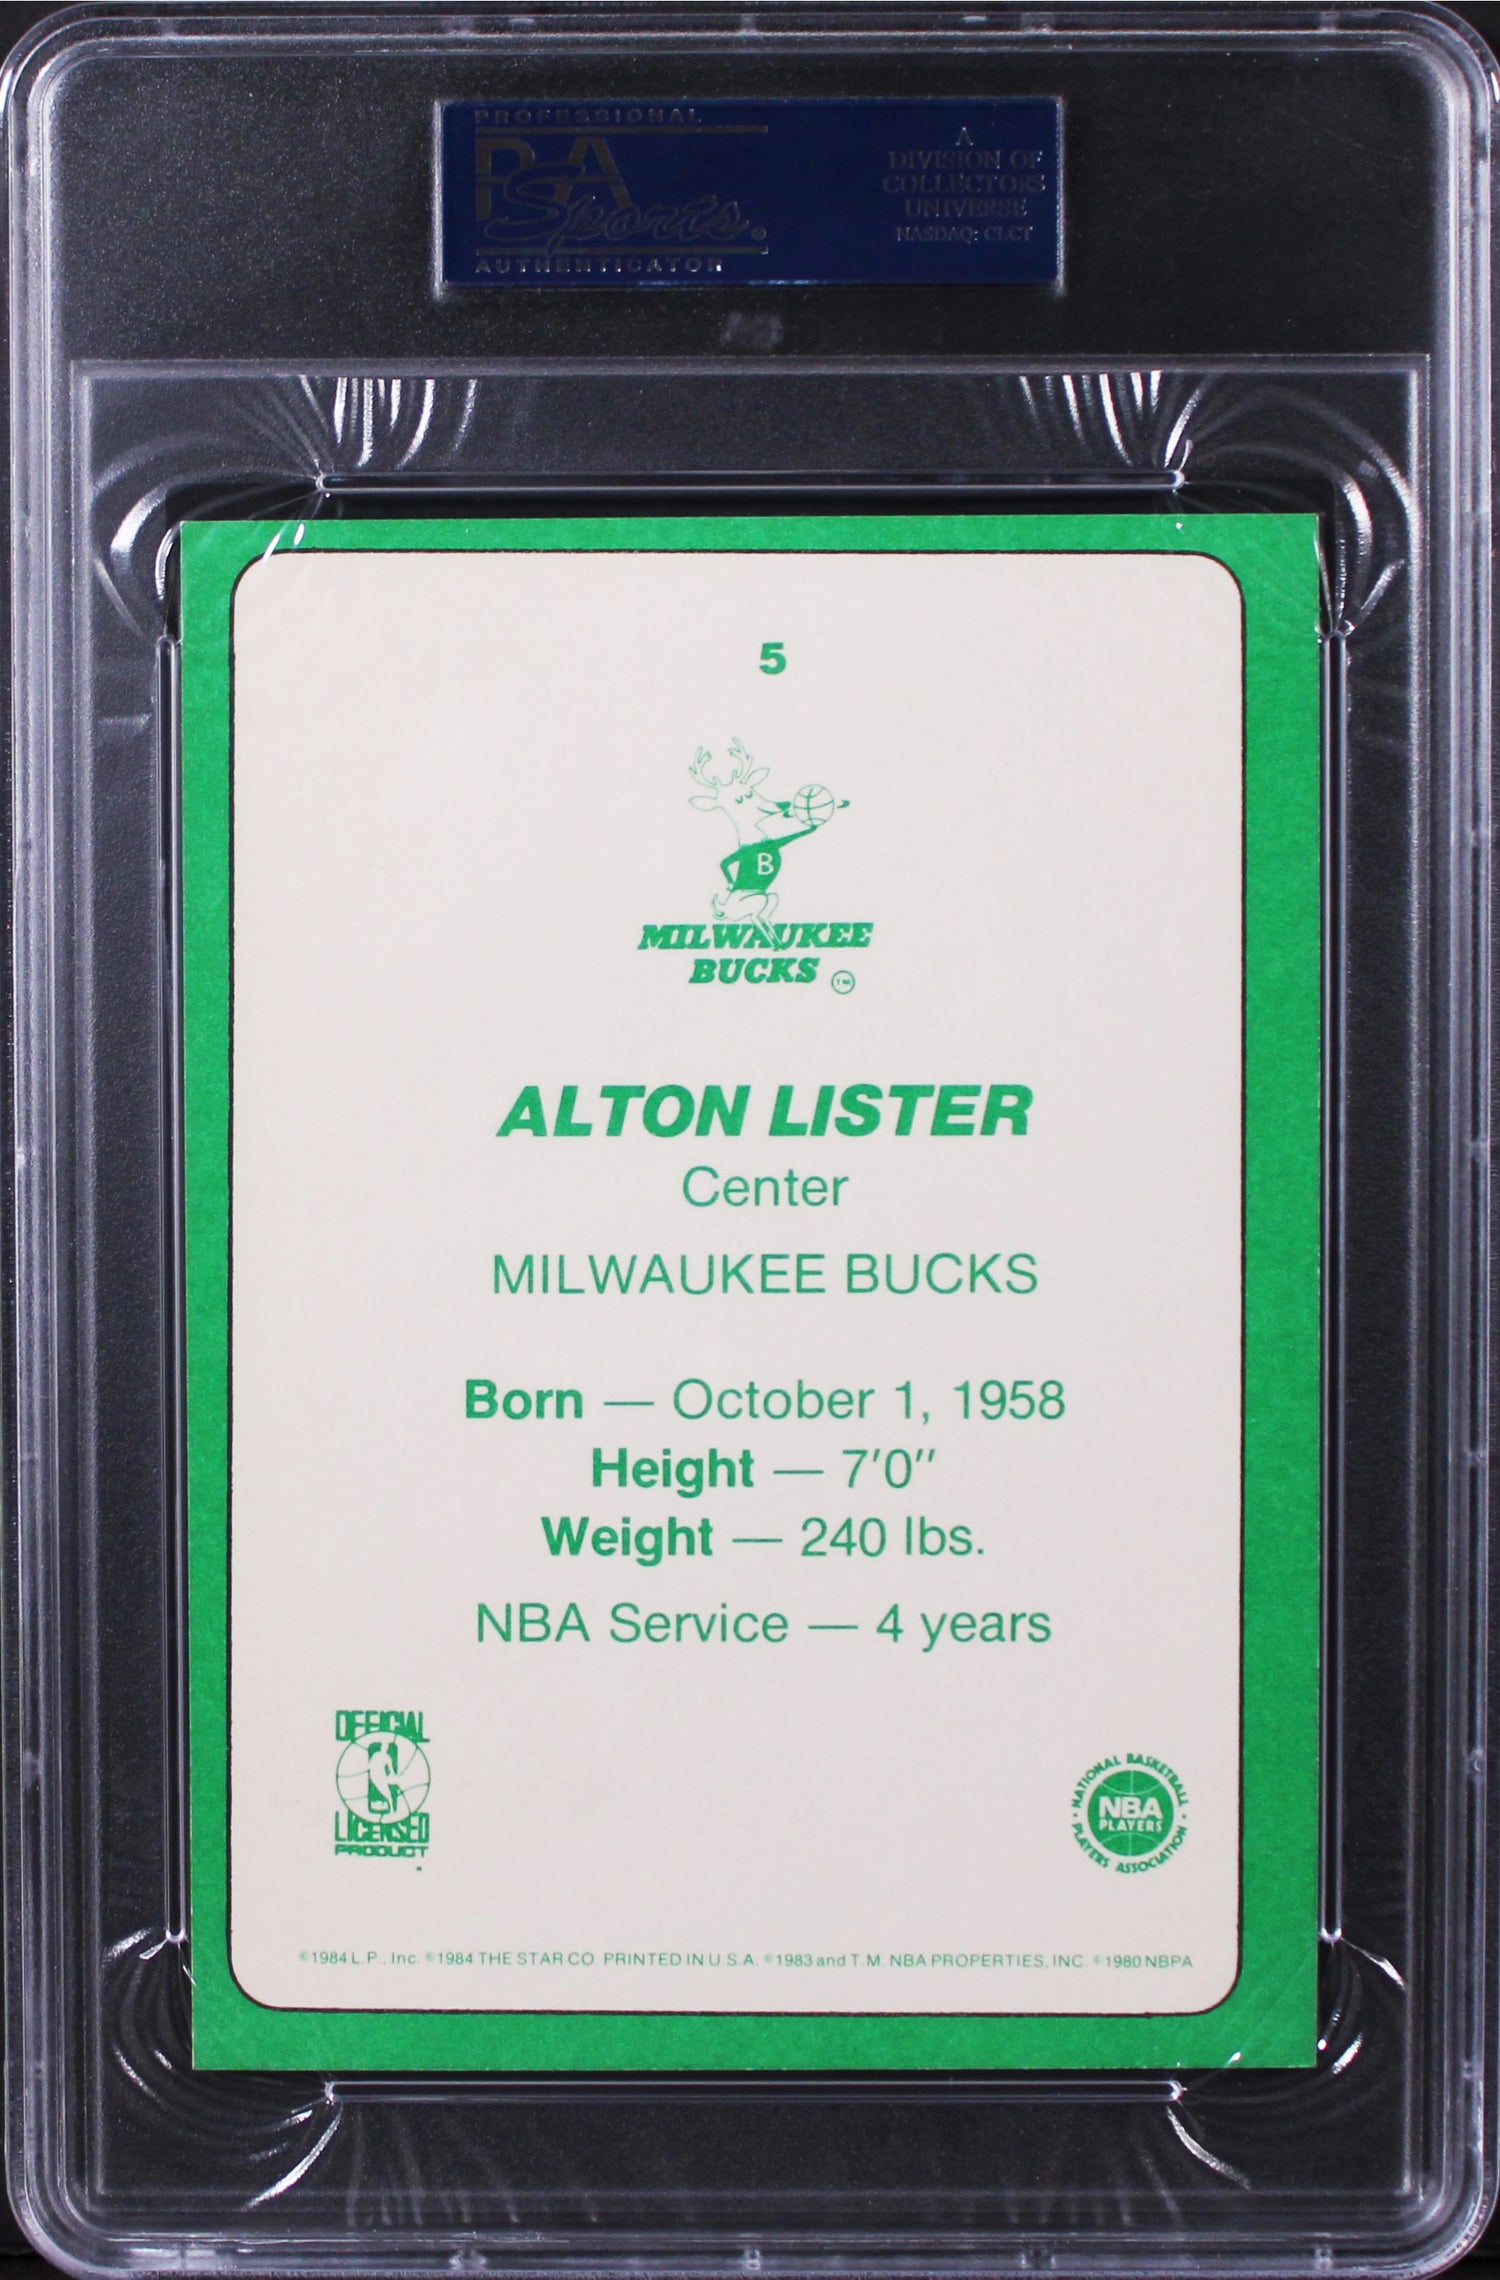 PROFESSIONAL
PSA
Sports®
AUTHENTICATOR
A
DIVISION OF
COLLECTORS
UNIVERSE
NASDAQ: CLCT
5
B
MILWAUKEE
BUCKS TM
ALTON LISTER
Center
MILWAUKEE BUCKS
Born — October 1, 1958
Height — 7'0"
Weight — 240 lbs.
NBA Service — 4 years
OFFICIAL
LICENSED
PRODUCT
NATIONAL BASKETBALL
NBA
PLAYERS
PLAYERS ASSOCIATION
©1984 L.P., Inc. ©1984 THE STAR CO. PRINTED IN U.S.A. ©1983 and T.M. NBA PROPERTIES, INC. ©1980 NBPA